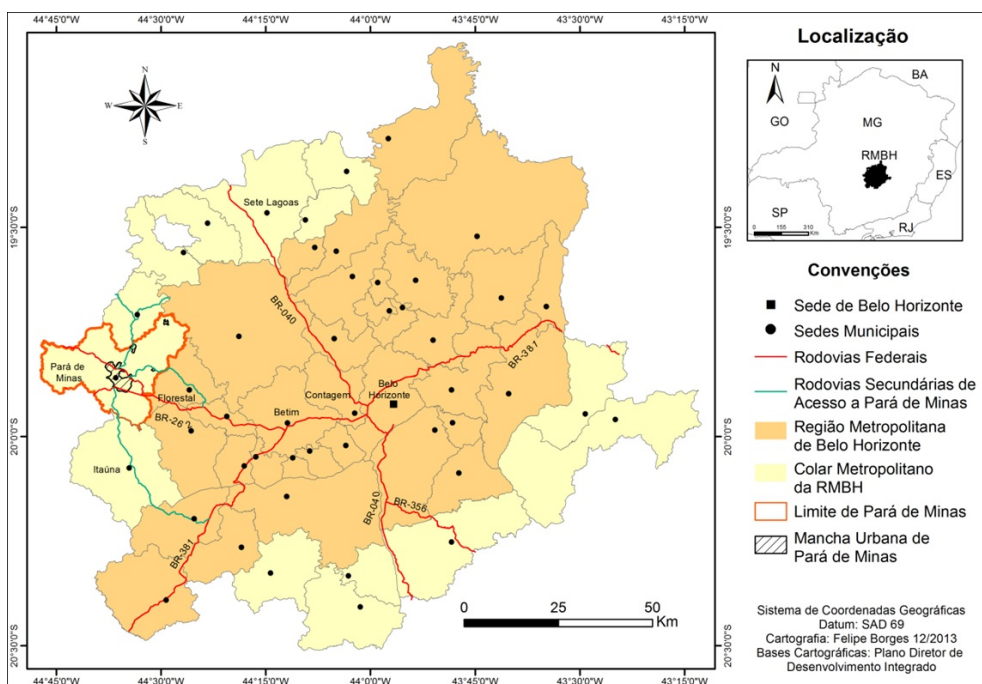 44°45'0"W 44°30'0"W 44°15'0"W 44°0'0"W 43°45'0"W 43°30'0"W 43°15'0"W
N
W E
S
19°30'0"S
20°0'0"S
20°30'0"S
Sete Lagoas
BR-040
BR-381
Pará de
Minas
Florestal
BR-262
Betim
Contagem
Belo
Horizonte
Itaúna
BR-040
BR-356
BR-381
0 25 50
Km
19°30'0"S
20°0'0"S
20°30'0"S
44°45'0"W 44°30'0"W 44°15'0"W 44°0'0"W 43°45'0"W 43°30'0"W 43°15'0"W
Localização
N
BA
GO
MG
RMBH
ES
SP
RJ
0 155 310
Km
Convenções
Sede de Belo Horizonte
Sedes Municipais
Rodovias Federais
Rodovias Secundárias de
Acesso a Pará de Minas
Região Metropolitana
de Belo Horizonte
Colar Metropolitano
da RMBH
Limite de Pará de Minas
Mancha Urbana de
Pará de Minas
Sistema de Coordenadas Geográficas
Datum: SAD 69
Cartografia: Felipe Borges 12/2013
Bases Cartográficas: Plano Diretor de
Desenvolvimento Integrado